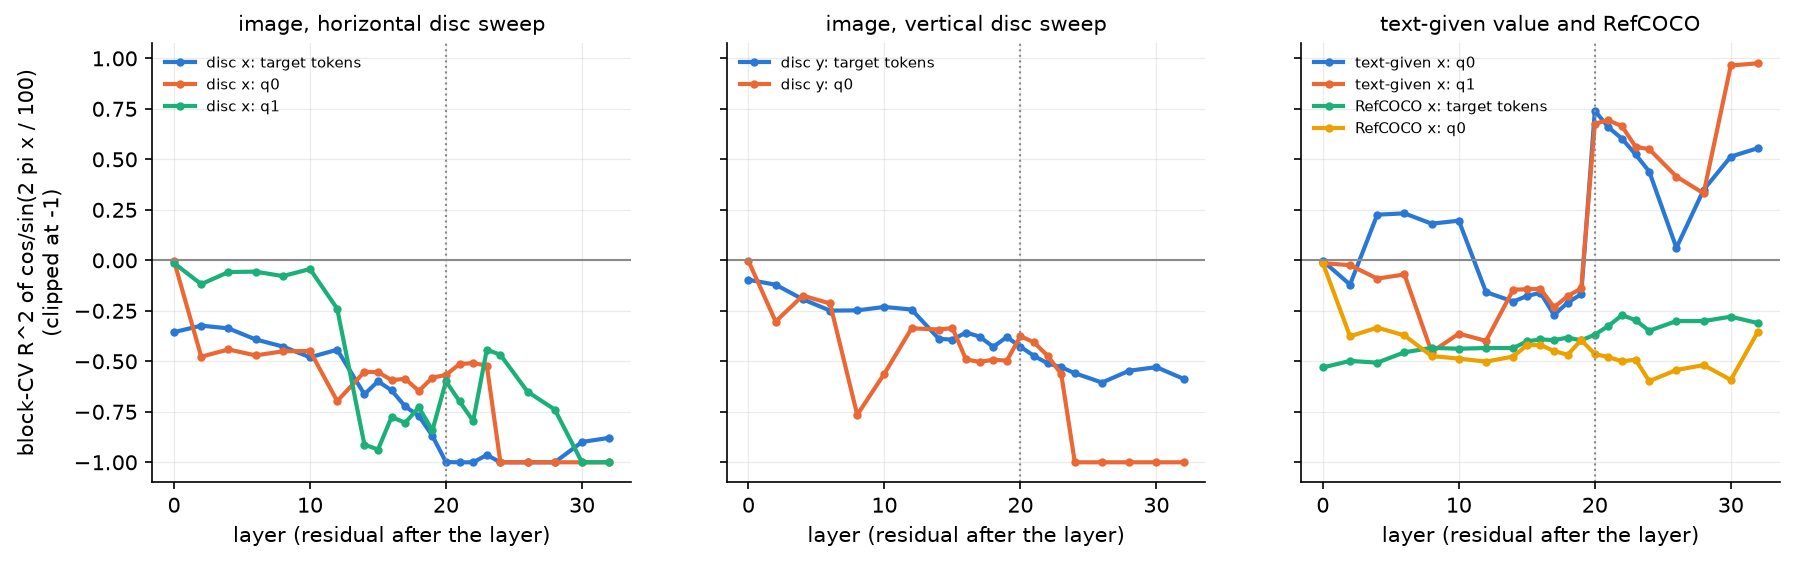 image, horizontal disc sweep
image, vertical disc sweep
text-given value and RefCOCO
block-CV R^2 of cos/sin(2 pi x / 100)
(clipped at -1)
1.00
0.75
0.50
0.25
0.00
−0.25
−0.50
−0.75
−1.00
disc x: target tokens
disc x: q0
disc x: q1
0
10
20
30
layer (residual after the layer)
disc y: target tokens
disc y: q0
0
10
20
30
layer (residual after the layer)
text-given x: q0
text-given x: q1
RefCOCO x: target tokens
RefCOCO x: q0
0
10
20
30
layer (residual after the layer)